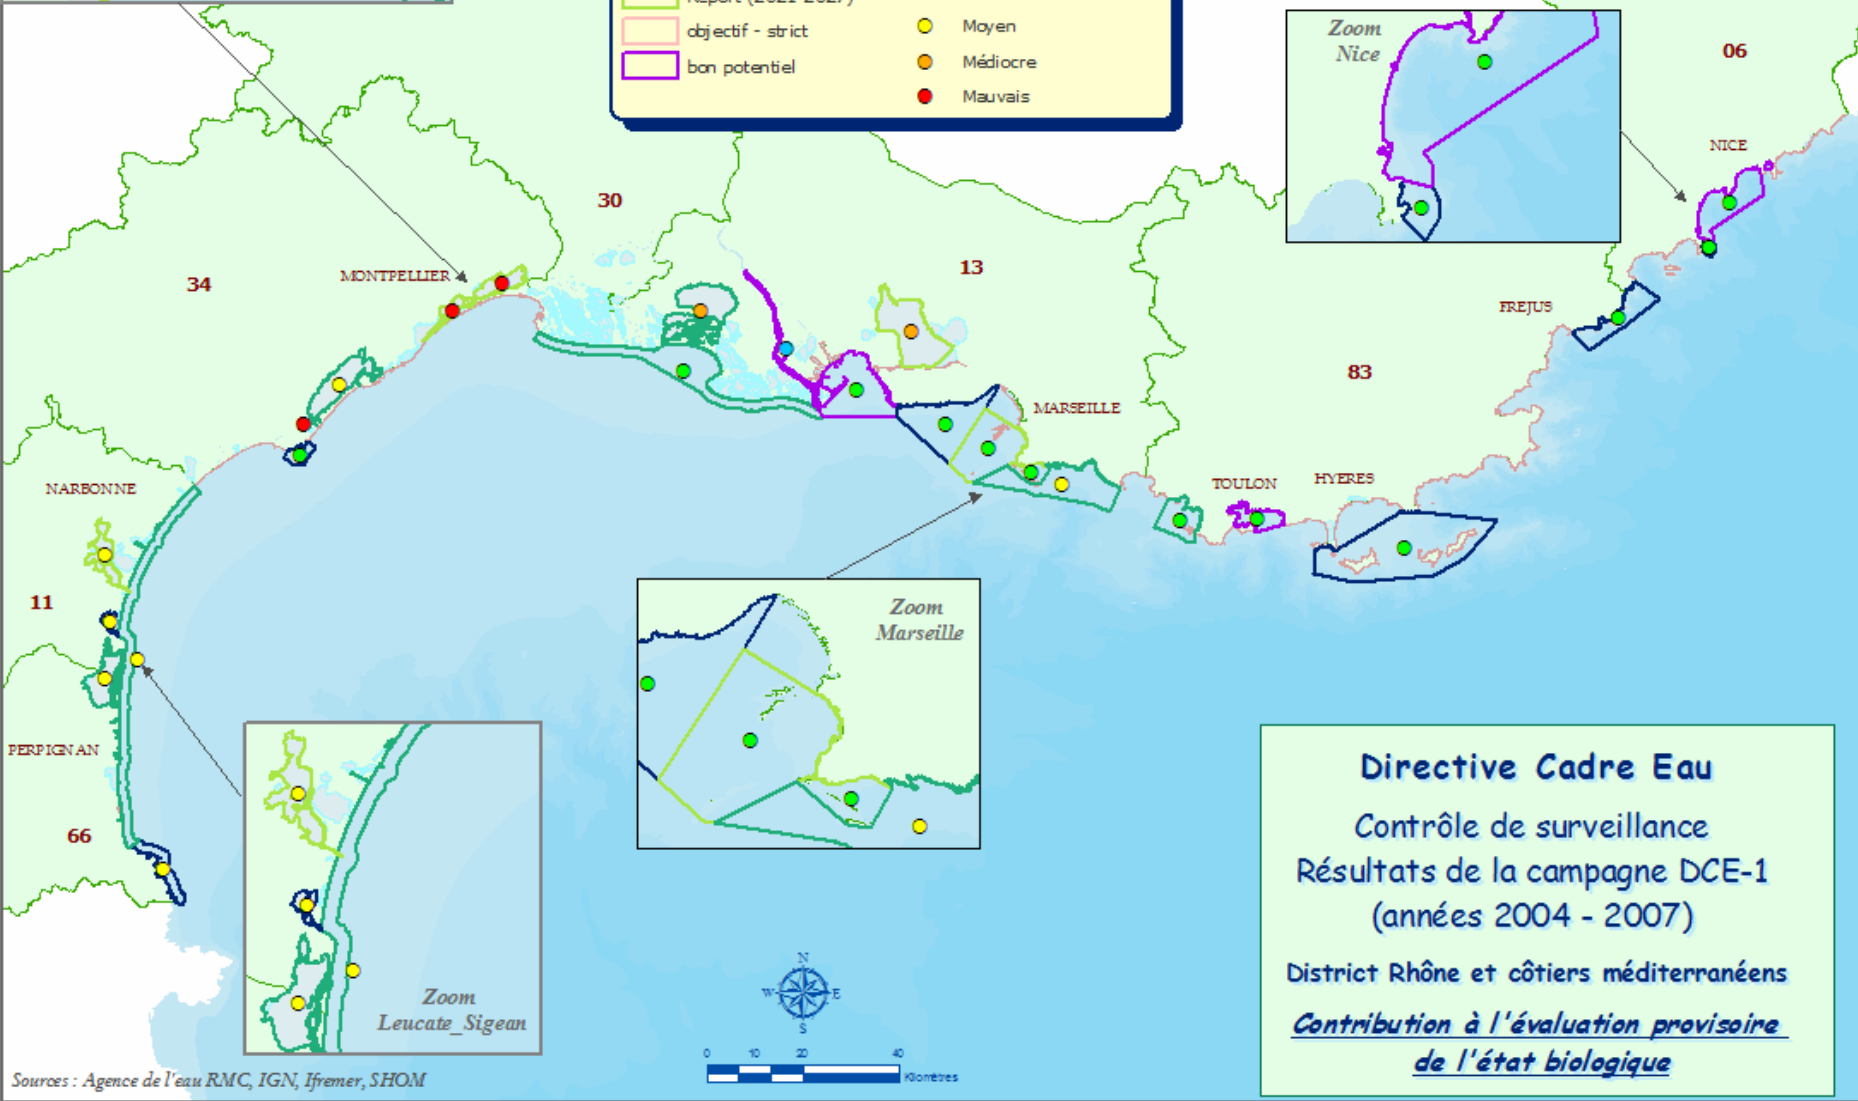 Report (2021-2027)
objectif - strict
bon potentiel
Moyen
Médiocre
Mauvais
Zoom
Nice
06
NICE
30
13
34
MONTPELLIER
FREJUS
83
MARSEILLE
NARBONNE
TOULON
HYERES
11
Zoom
Marseille
PERPIGNAN
66
Zoom
Leucate_Sigean
N
W
E
S
0 10 20 40
Kilomètres
Sources : Agence de l'eau RMC, IGN, Ifremer, SHOM
Directive Cadre Eau
Contrôle de surveillance
Résultats de la campagne DCE-1
(années 2004 - 2007)
District Rhône et côtiers méditerranéens
Contribution à l'évaluation provisoire
de l'état biologique